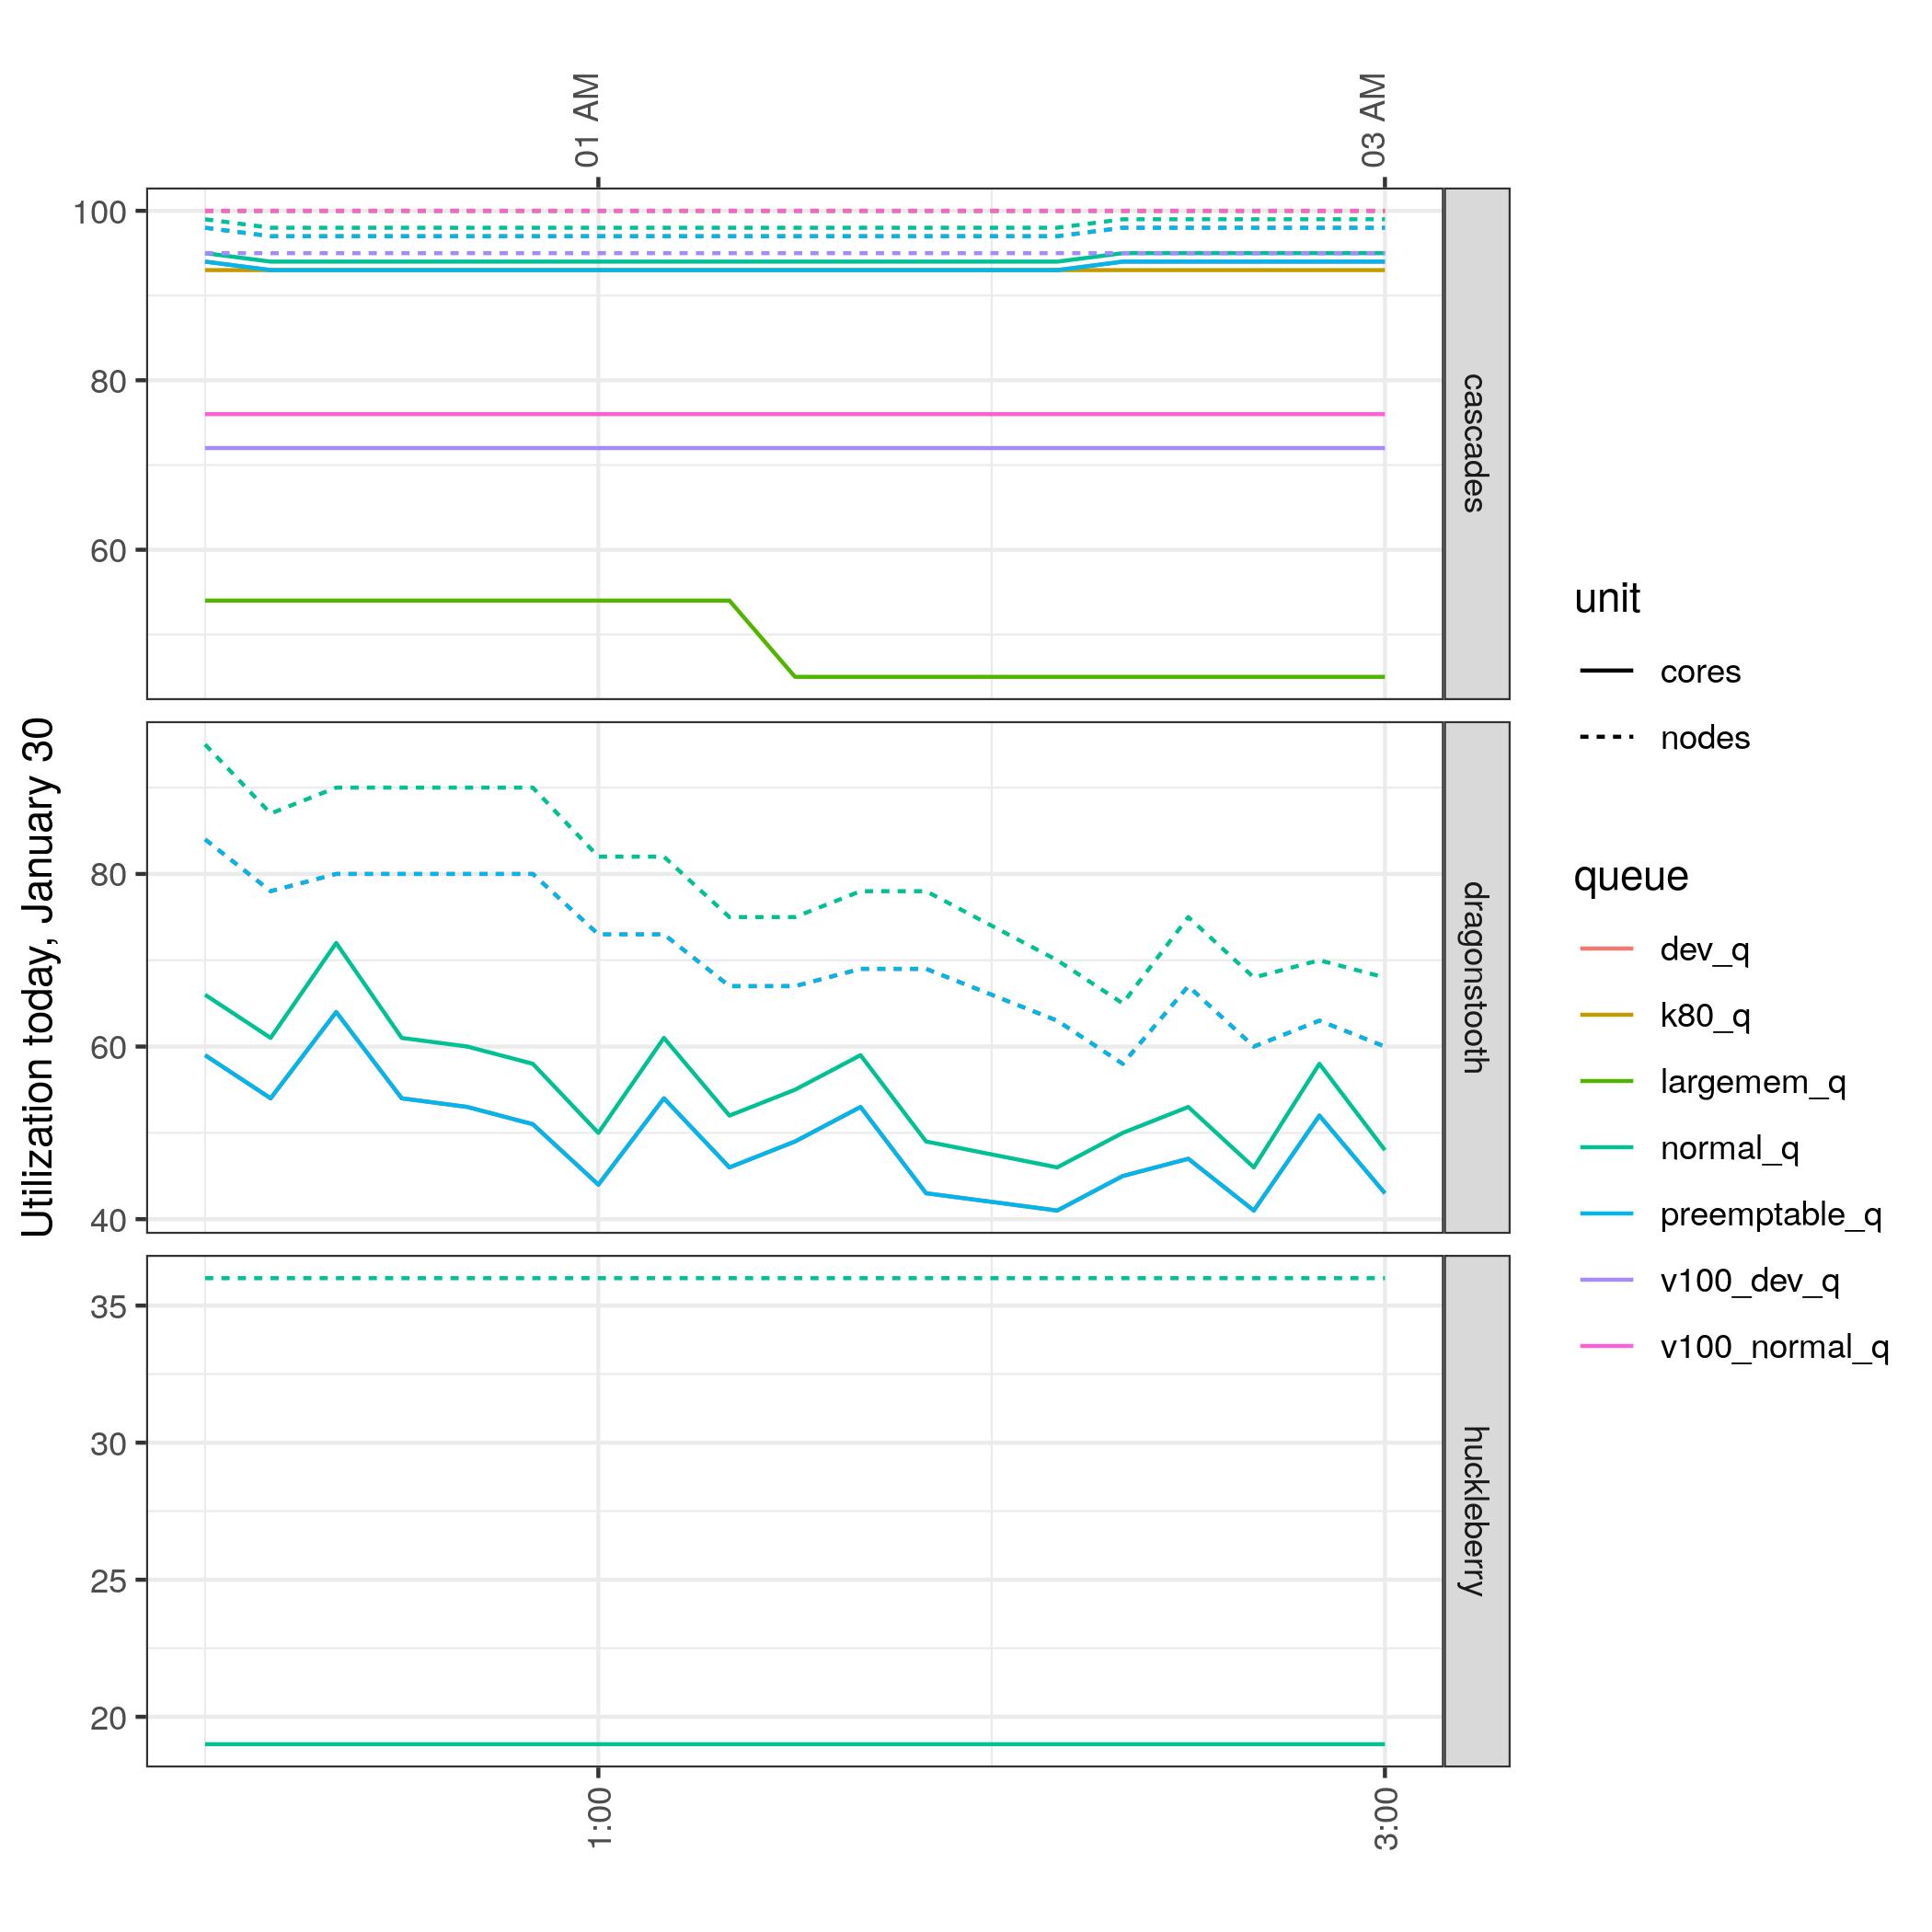 01 AM
03 AM
Utilization today, January 30
100
80
60
cascades
80
60
40
dragonstooth
35
30
25
20
huckleberry
1:00
3:00
unit
cores
nodes
queue
dev_q
k80_q
largemem_q
normal_q
preemptable_q
v100_dev_q
v100_normal_q